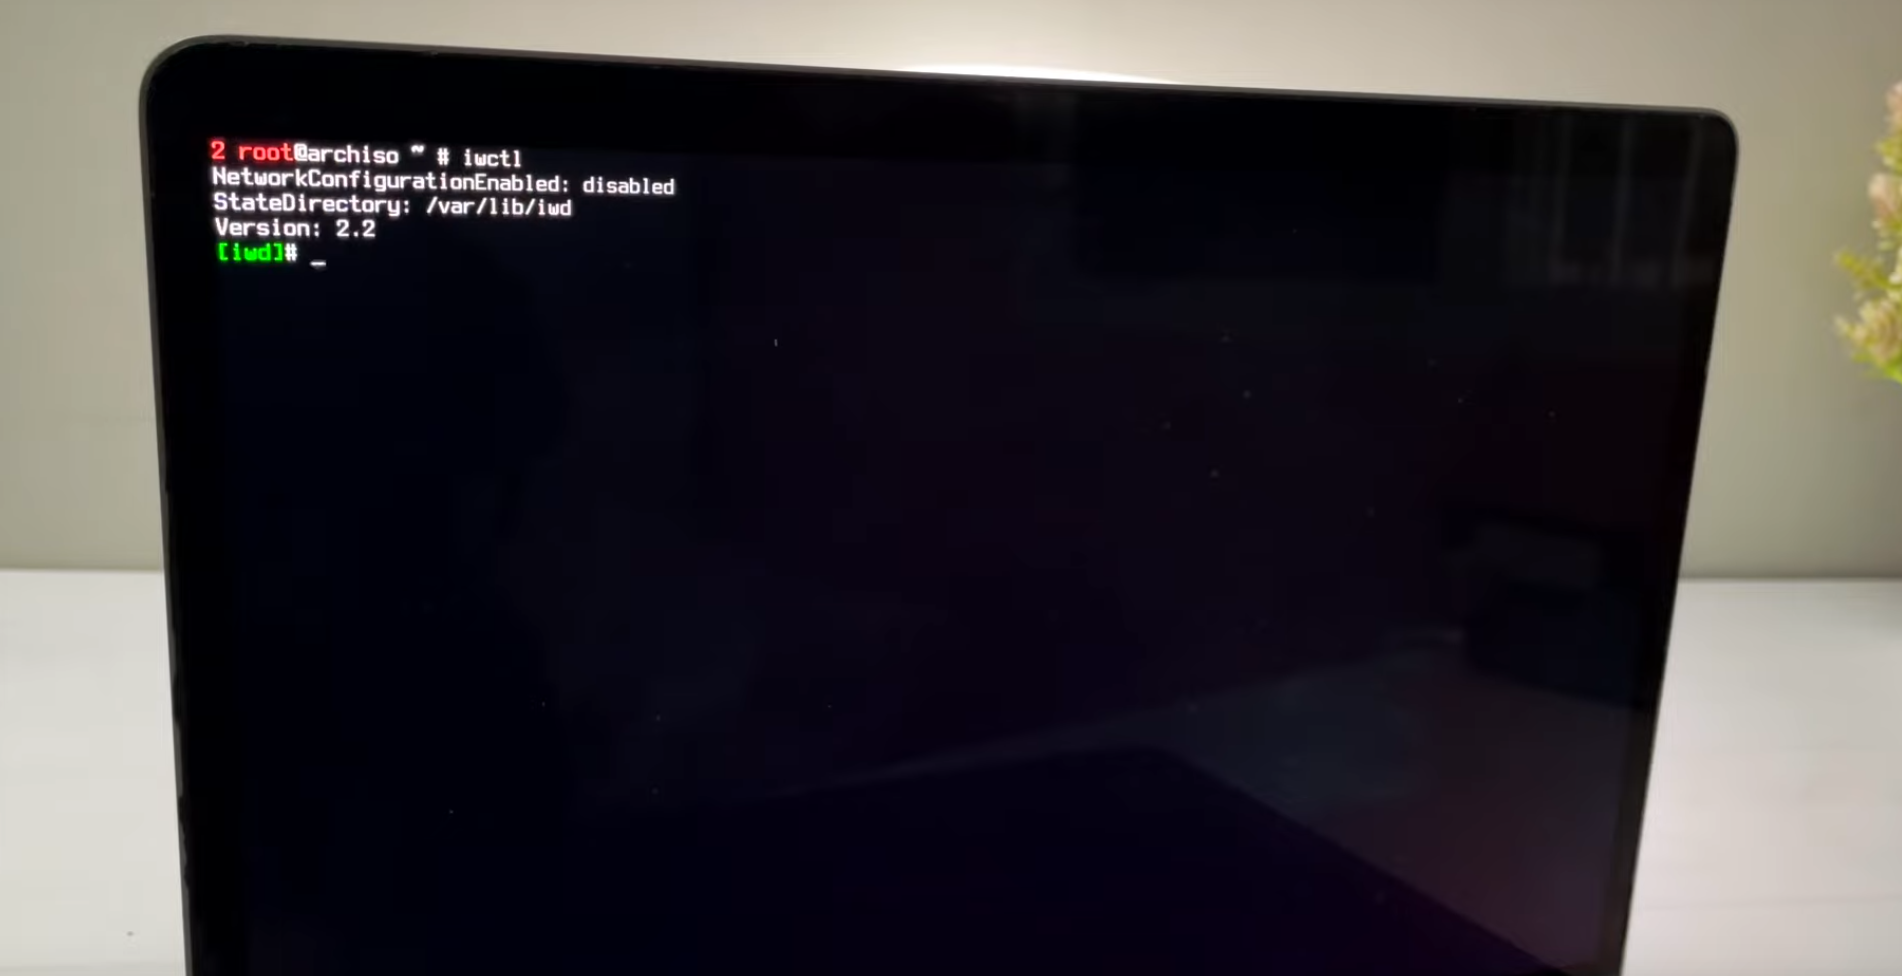 2 root@archiso ~ # iwctl
NetworkConfigurationEnabled: disabled
StateDirectory: /var/lib/iwd
Version: 2.2
[iwd]# _